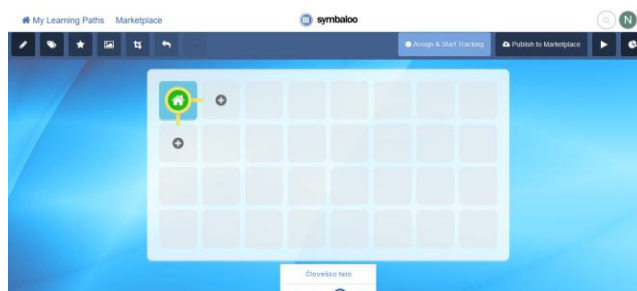 My Learning Paths Marketplace symbaloo N
Assign & Start Tracking Publish to Marketplace
Človeško telo